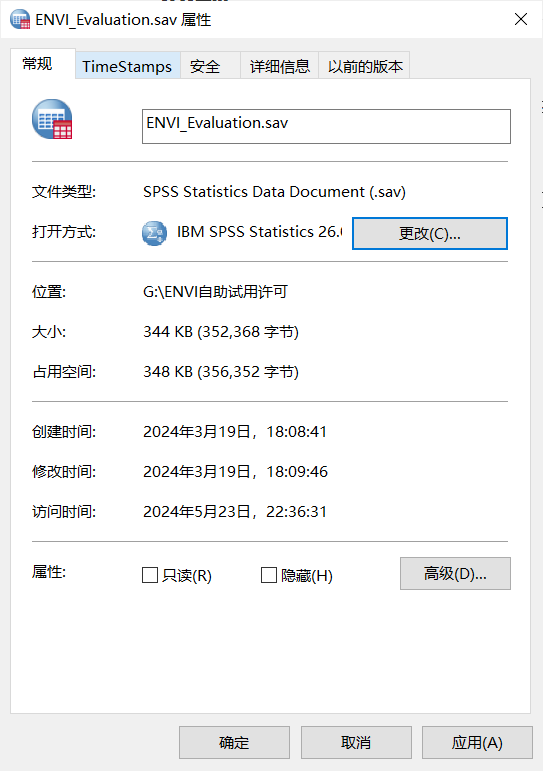 ENVI_Evaluation.sav 属性
常规 TimeStamps 安全 详细信息 以前的版本
ENVI_Evaluation.sav
文件类型: SPSS Statistics Data Document (.sav)
打开方式: IBM SPSS Statistics 26. 更改(C)...
位置: G:\ENVI自助试用许可
大小: 344 KB (352,368 字节)
占用空间: 348 KB (356,352 字节)
创建时间: 2024年3月19日，18:08:41
修改时间: 2024年3月19日，18:09:46
访问时间: 2024年5月23日，22:36:31
属性: 只读(R) 隐藏(H) 高级(D)...
确定 取消 应用(A)